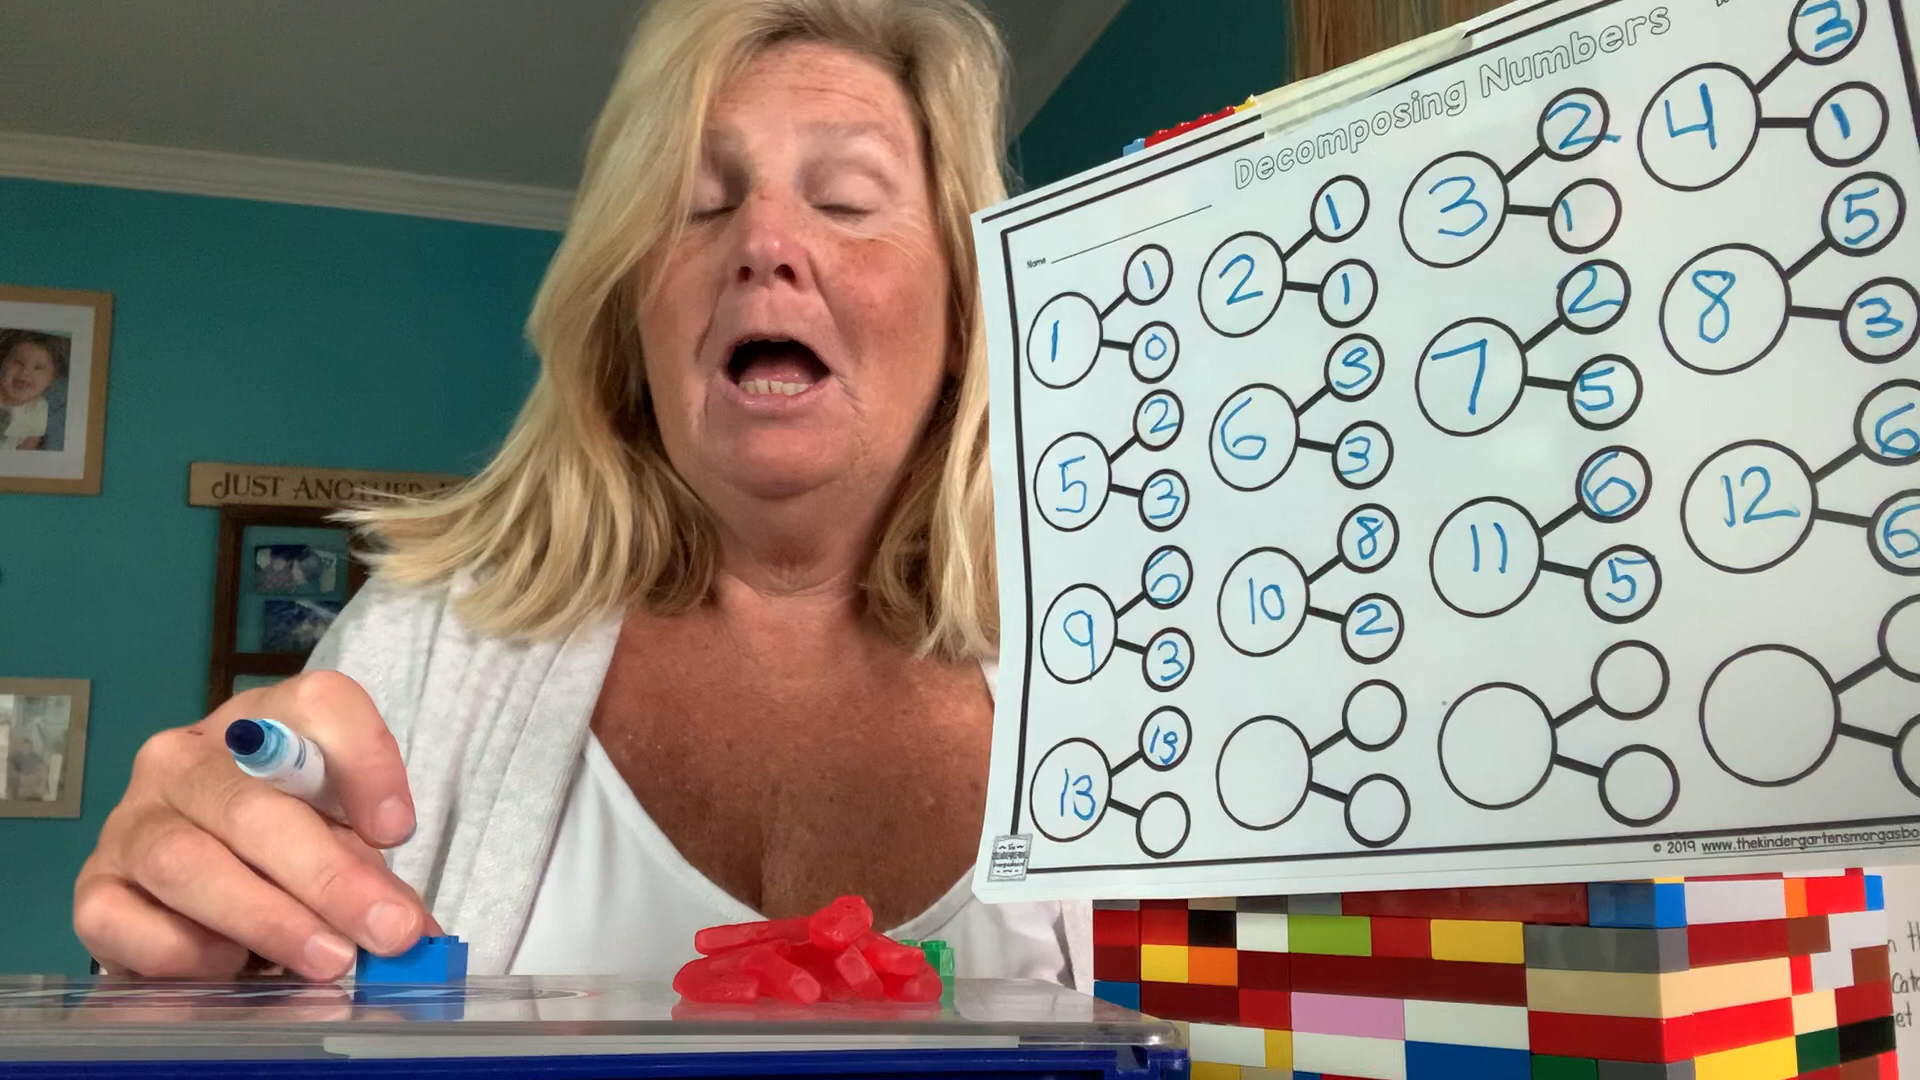 Decomposing Numbers
Name
1 1 0
2 1 1
3 2 1
4 3 1
5 2 3
6 3 3
7 2 5
8 5 3
9 6 3
10 8 2
11 6 5
12 6 6
13
© 2019 www.thekindergartensmorgasbo
JUST ANOTHER